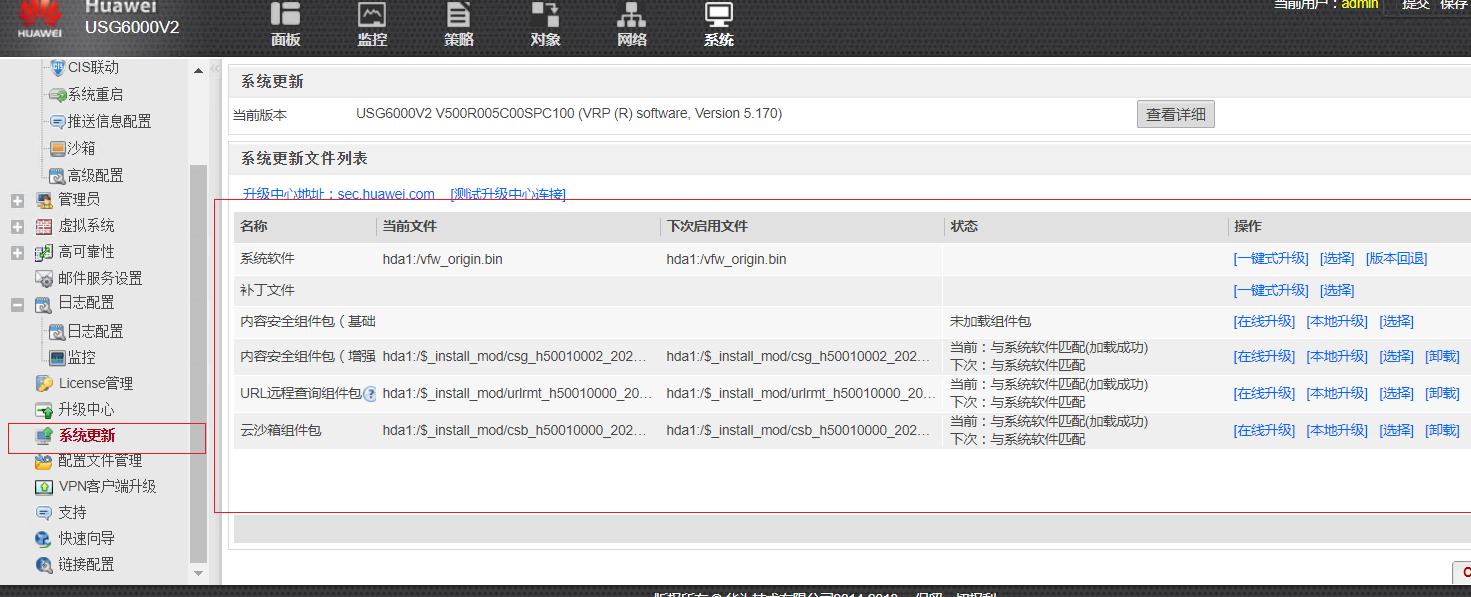 Huawei
USG6000V2
HUAWEI
面板
监控
策略
对象
网络
系统
当前用户：admin
提交
保存
CIS联动
系统重启
推送信息配置
沙箱
高级配置
管理员
虚拟系统
高可靠性
邮件服务设置
日志配置
日志配置
监控
License管理
升级中心
系统更新
配置文件管理
VPN客户端升级
支持
快速向导
链接配置
系统更新
当前版本 USG6000V2 V500R005C00SPC100 (VRP (R) software, Version 5.170) 查看详细
系统更新文件列表
升级中心地址：sec.huawei.com [测试升级中心连接]
名称 当前文件 下次启用文件 状态 操作
系统软件 hda1:/vfw_origin.bin hda1:/vfw_origin.bin [一键式升级] [选择] [版本回退]
补丁文件 [一键式升级] [选择]
内容安全组件包（基础 未加载组件包 [在线升级] [本地升级] [选择]
内容安全组件包（增强 hda1:/$_install_mod/csg_h50010002_202... hda1:/$_install_mod/csg_h50010002_202... 当前：与系统软件匹配(加载成功)
下次：与系统软件匹配 [在线升级] [本地升级] [选择] [卸载]
URL远程查询组件包 hda1:/$_install_mod/urlrmt_h50010000_20... hda1:/$_install_mod/urlrmt_h50010000_20... 当前：与系统软件匹配(加载成功)
下次：与系统软件匹配 [在线升级] [本地升级] [选择] [卸载]
云沙箱组件包 hda1:/$_install_mod/csb_h50010000_202... hda1:/$_install_mod/csb_h50010000_202... 当前：与系统软件匹配(加载成功)
下次：与系统软件匹配 [在线升级] [本地升级] [选择] [卸载]